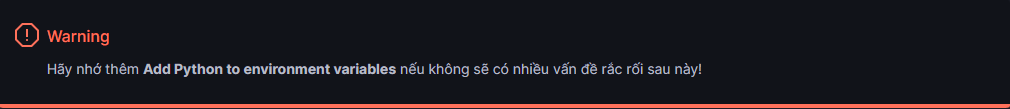 Warning
Hãy nhớ thêm Add Python to environment variables nếu không sẽ có nhiều vấn đề rắc rối sau này!